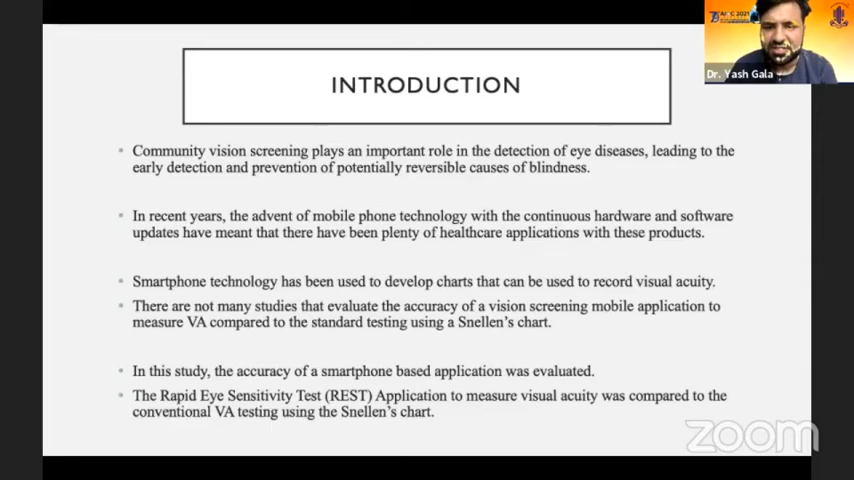 AIOC 2021
Dr. Yash Gala
INTRODUCTION
• Community vision screening plays an important role in the detection of eye diseases, leading to the
early detection and prevention of potentially reversible causes of blindness.
• In recent years, the advent of mobile phone technology with the continuous hardware and software
updates have meant that there have been plenty of healthcare applications with these products.
• Smartphone technology has been used to develop charts that can be used to record visual acuity.
• There are not many studies that evaluate the accuracy of a vision screening mobile application to
measure VA compared to the standard testing using a Snellen's chart.
• In this study, the accuracy of a smartphone based application was evaluated.
• The Rapid Eye Sensitivity Test (REST) Application to measure visual acuity was compared to the
conventional VA testing using the Snellen's chart.
zoom